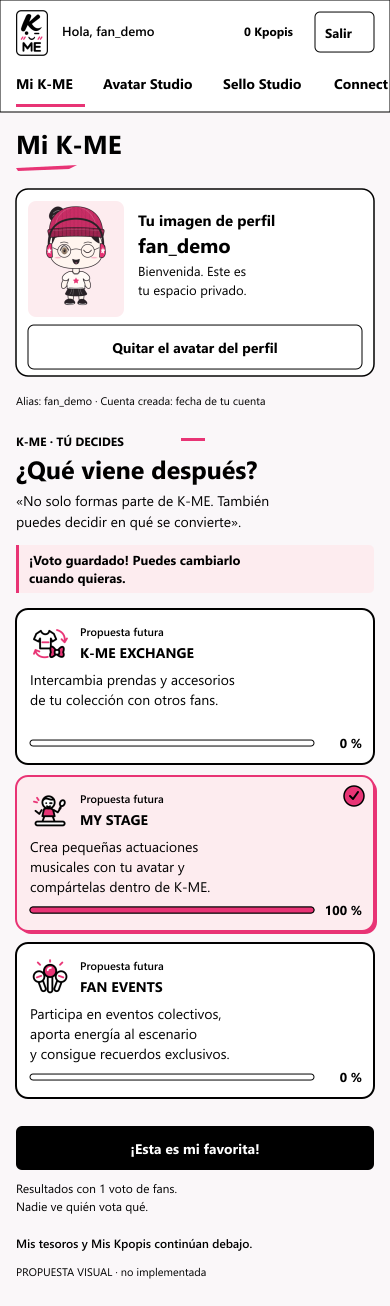 K
ME
Hola, fan_demo
0 Kpopis
Salir
Mi K-ME
Avatar Studio
Sello Studio
Connect
Mi K-ME
Tu imagen de perfil
fan_demo
Bienvenida. Este es
tu espacio privado.
Quitar el avatar del perfil
Alias: fan_demo · Cuenta creada: fecha de tu cuenta
K-ME · TÚ DECIDES
¿Qué viene después?
«No solo formas parte de K-ME. También
puedes decidir en qué se convierte».
¡Voto guardado! Puedes cambiarlo
cuando quieras.
Propuesta futura
K-ME EXCHANGE
Intercambia prendas y accesorios
de tu colección con otros fans.
0 %
Propuesta futura
MY STAGE
Crea pequeñas actuaciones
musicales con tu avatar y
compártelas dentro de K-ME.
100 %
Propuesta futura
FAN EVENTS
Participa en eventos colectivos,
aporta energía al escenario
y consigue recuerdos exclusivos.
0 %
¡Esta es mi favorita!
Resultados con 1 voto de fans.
Nadie ve quién vota qué.
Mis tesoros y Mis Kpopis continúan debajo.
PROPUESTA VISUAL · no implementada